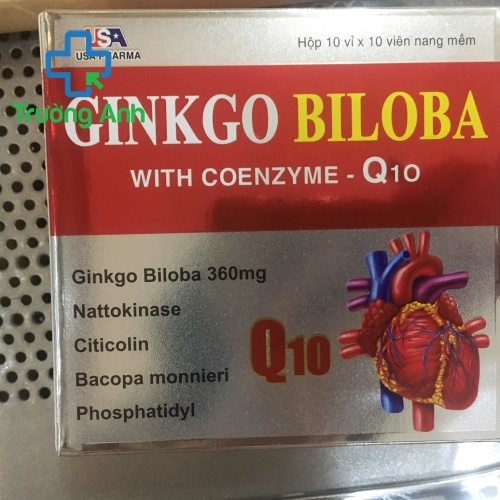 USA
USA PHARMA
Hộp 10 vỉ x 10 viên nang mềm
Trường Anh
GINKGO BILOBA
WITH COENZYME - Q10
Ginkgo Biloba 360mg
Nattokinase
Citicolin
Bacopa monnieri
Phosphatidyl
Q10